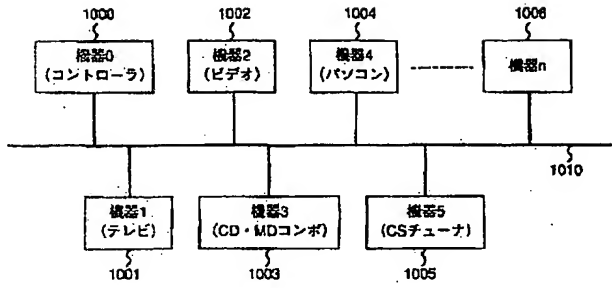 1000
1002
1004
1006
機器0
(コントローラ)
機器2
(ビデオ)
機器4
(パソコン)
機器n
1010
機器1
(テレビ)
機器3
(CD・MDコンボ)
機器5
(CSチューナ)
1001
1003
1005